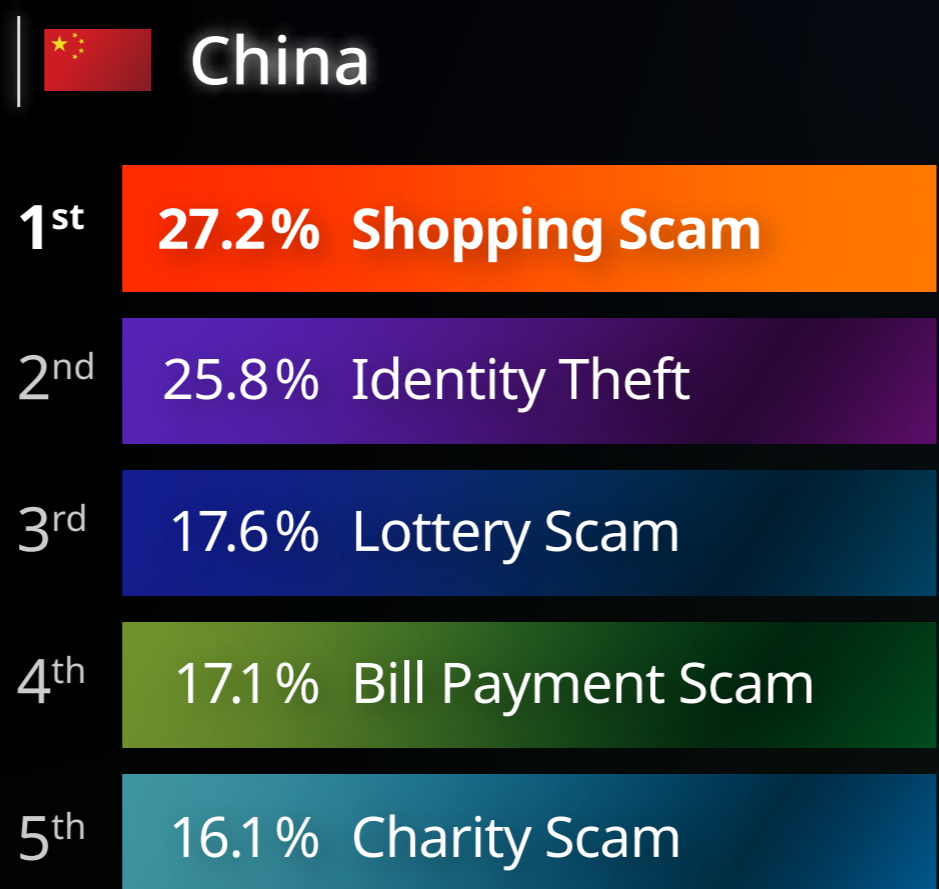 China
1st 27.2% Shopping Scam
2nd 25.8% Identity Theft
3rd 17.6% Lottery Scam
4th 17.1% Bill Payment Scam
5th 16.1% Charity Scam